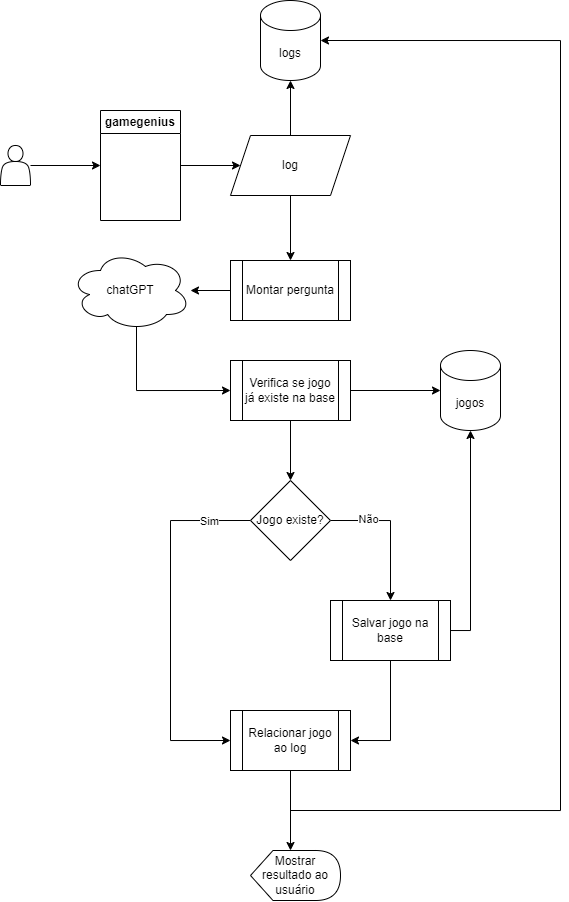 logs
gamegenius
log
chatGPT
Montar pergunta
Verifica se jogo
já existe na base
jogos
Jogo existe?
Sim
Não
Salvar jogo na
base
Relacionar jogo
ao log
Mostrar
resultado ao
usuário